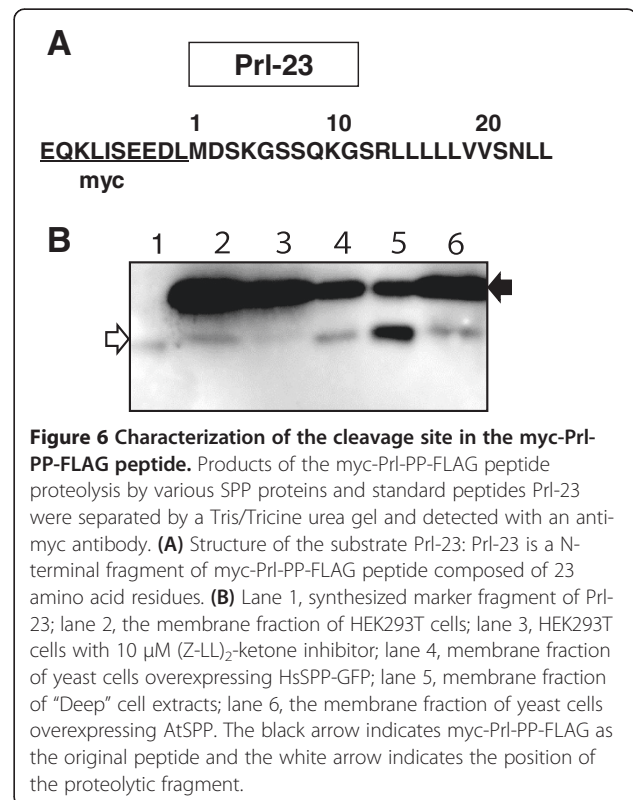 A
Prl-23
1 10 20
EQKLISEEDLMDSKGSSQKGSRLLLLLVVSNLL
myc
B
1 2 3 4 5 6
Figure 6 Characterization of the cleavage site in the myc-Prl-
PP-FLAG peptide. Products of the myc-Prl-PP-FLAG peptide
proteolysis by various SPP proteins and standard peptides Prl-23
were separated by a Tris/Tricine urea gel and detected with an anti-
myc antibody. (A) Structure of the substrate Prl-23: Prl-23 is a N-
terminal fragment of myc-Prl-PP-FLAG peptide composed of 23
amino acid residues. (B) Lane 1, synthesized marker fragment of Prl-
23; lane 2, the membrane fraction of HEK293T cells; lane 3, HEK293T
cells with 10 μM (Z-LL)2-ketone inhibitor; lane 4, membrane fraction
of yeast cells overexpressing HsSPP-GFP; lane 5, membrane fraction
of “Deep” cell extracts; lane 6, the membrane fraction of yeast cells
overexpressing AtSPP. The black arrow indicates myc-Prl-PP-FLAG as
the original peptide and the white arrow indicates the position of
the proteolytic fragment.